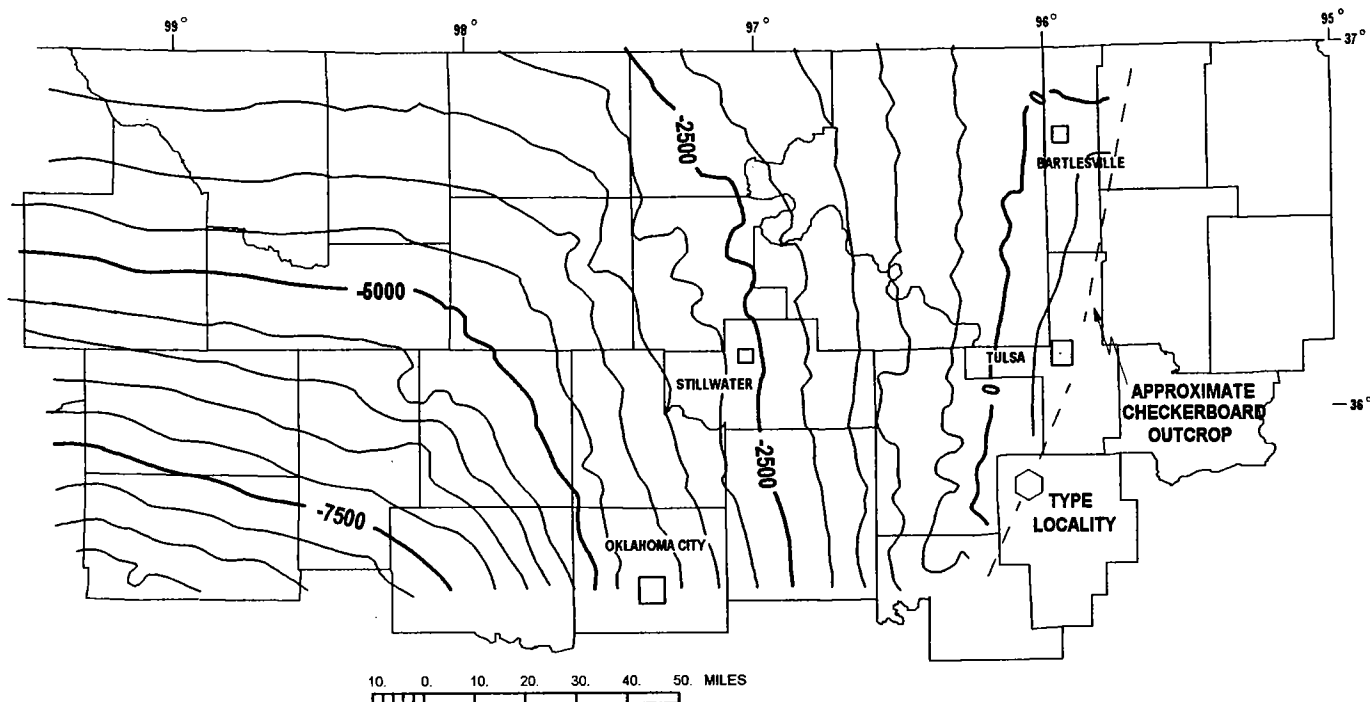 99°
98°
97°
96°
95°
37°
-2500
0
BARTLESVILLE
-5000
STILLWATER
TULSA
0
APPROXIMATE
CHECKERBOARD
OUTCROP
36°
-2500
-7500
TYPE
LOCALITY
OKLAHOMA CITY
10. 0. 10. 20. 30. 40. 50. MILES